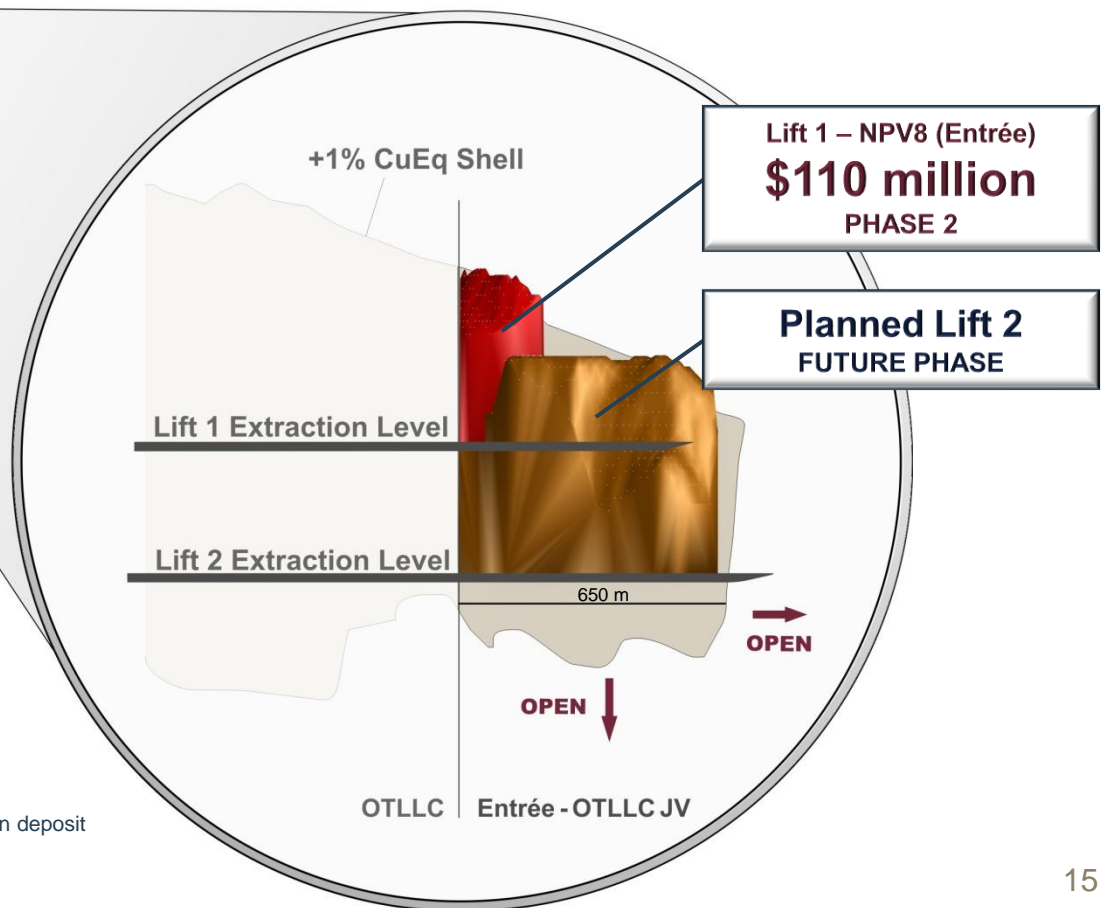 Lift 1 – NPV8 (Entrée)
$110 million
PHASE 2
+1% CuEq Shell
Planned Lift 2
FUTURE PHASE
Lift 1 Extraction Level
Lift 2 Extraction Level
650 m
OPEN
OPEN
OTLLC
Entrée - OTLLC JV
n deposit
15